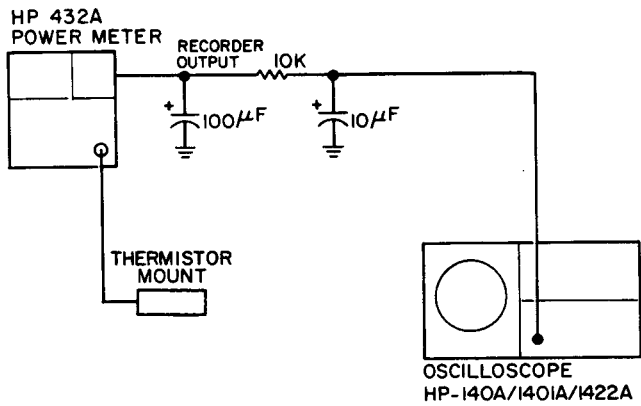 HP 432A
POWER METER
RECORDER
OUTPUT
10K
+
100μF
+
10μF
THERMISTOR
MOUNT
OSCILLOSCOPE
HP-140A/1401A/1422A